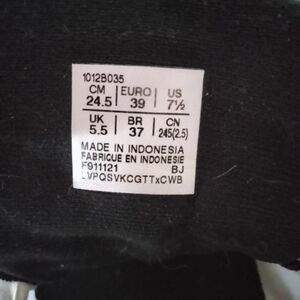 1012B035
CM EURO US
24.5 39 7½
UK BR CN
5.5 37 245(2.5)
MADE IN INDONESIA
FABRIQUE EN INDONESIE
F911121 BJ
LVPQSVKCGTTxCWB